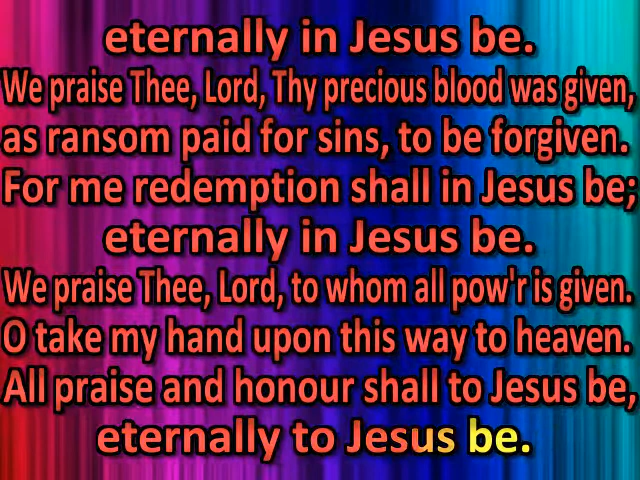 eternally in Jesus be.
We praise Thee, Lord, Thy precious blood was given,
as ransom paid for sins, to be forgiven.
For me redemption shall in Jesus be;
eternally in Jesus be.
We praise Thee, Lord, to whom all pow'r is given.
O take my hand upon this way to heaven.
All praise and honour shall to Jesus be,
eternally to Jesus be.